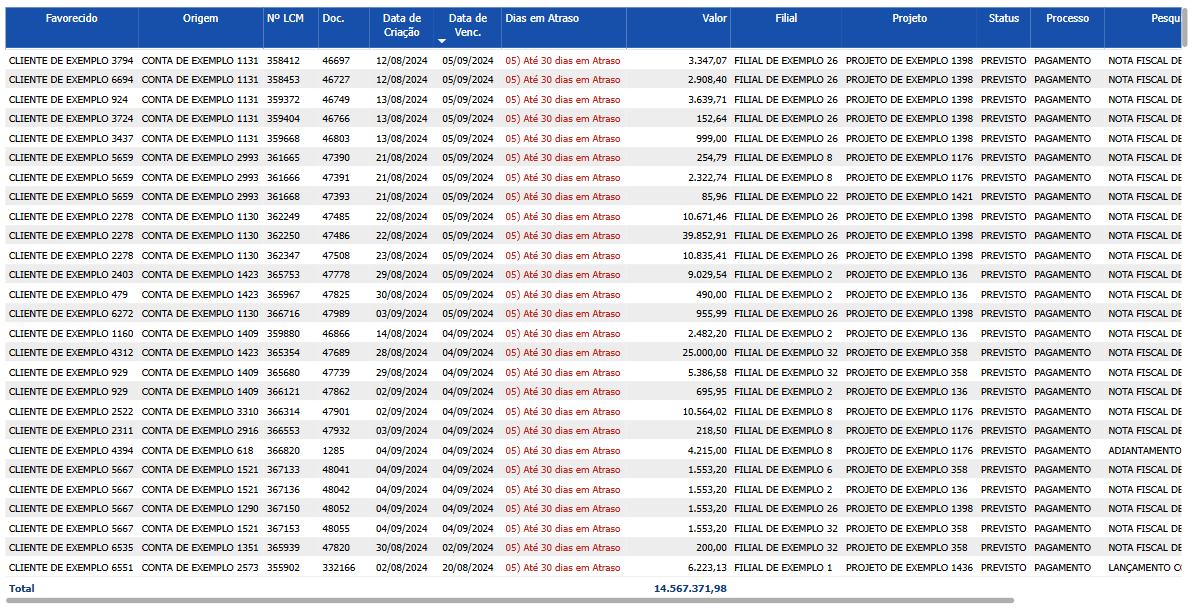 Favorecido Origem Nº LCM Doc. Data de Criação Data de Venc. Dias em Atraso Valor Filial Projeto Status Processo Pesqu
CLIENTE DE EXEMPLO 3794 CONTA DE EXEMPLO 1131 358412 46697 12/08/2024 05/09/2024 05) Até 30 dias em Atraso 3.347,07 FILIAL DE EXEMPLO 26 PROJETO DE EXEMPLO 1398 PREVISTO PAGAMENTO NOTA FISCAL DE
CLIENTE DE EXEMPLO 6694 CONTA DE EXEMPLO 1131 358453 46727 12/08/2024 05/09/2024 05) Até 30 dias em Atraso 2.908,40 FILIAL DE EXEMPLO 26 PROJETO DE EXEMPLO 1398 PREVISTO PAGAMENTO NOTA FISCAL DE
CLIENTE DE EXEMPLO 924 CONTA DE EXEMPLO 1131 359372 46749 13/08/2024 05/09/2024 05) Até 30 dias em Atraso 3.639,71 FILIAL DE EXEMPLO 26 PROJETO DE EXEMPLO 1398 PREVISTO PAGAMENTO NOTA FISCAL DE
CLIENTE DE EXEMPLO 3724 CONTA DE EXEMPLO 1131 359404 46766 13/08/2024 05/09/2024 05) Até 30 dias em Atraso 152,64 FILIAL DE EXEMPLO 26 PROJETO DE EXEMPLO 1398 PREVISTO PAGAMENTO NOTA FISCAL DE
CLIENTE DE EXEMPLO 3437 CONTA DE EXEMPLO 1131 359668 46803 13/08/2024 05/09/2024 05) Até 30 dias em Atraso 999,00 FILIAL DE EXEMPLO 26 PROJETO DE EXEMPLO 1398 PREVISTO PAGAMENTO NOTA FISCAL DE
CLIENTE DE EXEMPLO 5659 CONTA DE EXEMPLO 2993 361665 47390 21/08/2024 05/09/2024 05) Até 30 dias em Atraso 254,79 FILIAL DE EXEMPLO 8 PROJETO DE EXEMPLO 1176 PREVISTO PAGAMENTO NOTA FISCAL DE
CLIENTE DE EXEMPLO 5659 CONTA DE EXEMPLO 2993 361666 47391 21/08/2024 05/09/2024 05) Até 30 dias em Atraso 2.322,74 FILIAL DE EXEMPLO 8 PROJETO DE EXEMPLO 1176 PREVISTO PAGAMENTO NOTA FISCAL DE
CLIENTE DE EXEMPLO 5659 CONTA DE EXEMPLO 2993 361668 47393 21/08/2024 05/09/2024 05) Até 30 dias em Atraso 85,96 FILIAL DE EXEMPLO 22 PROJETO DE EXEMPLO 1421 PREVISTO PAGAMENTO NOTA FISCAL DE
CLIENTE DE EXEMPLO 2278 CONTA DE EXEMPLO 1130 362249 47485 22/08/2024 05/09/2024 05) Até 30 dias em Atraso 10.671,46 FILIAL DE EXEMPLO 26 PROJETO DE EXEMPLO 1398 PREVISTO PAGAMENTO NOTA FISCAL DE
CLIENTE DE EXEMPLO 2278 CONTA DE EXEMPLO 1130 362250 47486 22/08/2024 05/09/2024 05) Até 30 dias em Atraso 39.852,91 FILIAL DE EXEMPLO 26 PROJETO DE EXEMPLO 1398 PREVISTO PAGAMENTO NOTA FISCAL DE
CLIENTE DE EXEMPLO 2278 CONTA DE EXEMPLO 1130 362347 47508 23/08/2024 05/09/2024 05) Até 30 dias em Atraso 10.835,41 FILIAL DE EXEMPLO 26 PROJETO DE EXEMPLO 1398 PREVISTO PAGAMENTO NOTA FISCAL DE
CLIENTE DE EXEMPLO 2403 CONTA DE EXEMPLO 1423 365753 47778 29/08/2024 05/09/2024 05) Até 30 dias em Atraso 9.029,54 FILIAL DE EXEMPLO 2 PROJETO DE EXEMPLO 136 PREVISTO PAGAMENTO NOTA FISCAL DE
CLIENTE DE EXEMPLO 479 CONTA DE EXEMPLO 1423 365967 47825 30/08/2024 05/09/2024 05) Até 30 dias em Atraso 490,00 FILIAL DE EXEMPLO 2 PROJETO DE EXEMPLO 136 PREVISTO PAGAMENTO NOTA FISCAL DE
CLIENTE DE EXEMPLO 6272 CONTA DE EXEMPLO 1130 366716 47989 03/09/2024 05/09/2024 05) Até 30 dias em Atraso 955,99 FILIAL DE EXEMPLO 26 PROJETO DE EXEMPLO 1398 PREVISTO PAGAMENTO NOTA FISCAL DE
CLIENTE DE EXEMPLO 1160 CONTA DE EXEMPLO 1409 359880 46866 14/08/2024 04/09/2024 05) Até 30 dias em Atraso 2.482,20 FILIAL DE EXEMPLO 2 PROJETO DE EXEMPLO 136 PREVISTO PAGAMENTO NOTA FISCAL DE
CLIENTE DE EXEMPLO 4312 CONTA DE EXEMPLO 1423 365354 47689 28/08/2024 04/09/2024 05) Até 30 dias em Atraso 25.000,00 FILIAL DE EXEMPLO 32 PROJETO DE EXEMPLO 358 PREVISTO PAGAMENTO NOTA FISCAL DE
CLIENTE DE EXEMPLO 929 CONTA DE EXEMPLO 1409 365680 47739 29/08/2024 04/09/2024 05) Até 30 dias em Atraso 5.386,58 FILIAL DE EXEMPLO 32 PROJETO DE EXEMPLO 358 PREVISTO PAGAMENTO NOTA FISCAL DE
CLIENTE DE EXEMPLO 929 CONTA DE EXEMPLO 1409 366121 47862 02/09/2024 04/09/2024 05) Até 30 dias em Atraso 695,95 FILIAL DE EXEMPLO 2 PROJETO DE EXEMPLO 136 PREVISTO PAGAMENTO NOTA FISCAL DE
CLIENTE DE EXEMPLO 2522 CONTA DE EXEMPLO 3310 366314 47901 02/09/2024 04/09/2024 05) Até 30 dias em Atraso 10.564,02 FILIAL DE EXEMPLO 8 PROJETO DE EXEMPLO 1176 PREVISTO PAGAMENTO NOTA FISCAL DE
CLIENTE DE EXEMPLO 2311 CONTA DE EXEMPLO 2916 366553 47932 03/09/2024 04/09/2024 05) Até 30 dias em Atraso 218,50 FILIAL DE EXEMPLO 8 PROJETO DE EXEMPLO 1176 PREVISTO PAGAMENTO NOTA FISCAL DE
CLIENTE DE EXEMPLO 4394 CONTA DE EXEMPLO 618 366820 1285 04/09/2024 04/09/2024 05) Até 30 dias em Atraso 4.215,00 FILIAL DE EXEMPLO 8 PROJETO DE EXEMPLO 1176 PREVISTO PAGAMENTO ADIANTAMENTO
CLIENTE DE EXEMPLO 5667 CONTA DE EXEMPLO 1521 367133 48041 04/09/2024 04/09/2024 05) Até 30 dias em Atraso 1.553,20 FILIAL DE EXEMPLO 6 PROJETO DE EXEMPLO 358 PREVISTO PAGAMENTO NOTA FISCAL DE
CLIENTE DE EXEMPLO 5667 CONTA DE EXEMPLO 1521 367136 48042 04/09/2024 04/09/2024 05) Até 30 dias em Atraso 1.553,20 FILIAL DE EXEMPLO 2 PROJETO DE EXEMPLO 136 PREVISTO PAGAMENTO NOTA FISCAL DE
CLIENTE DE EXEMPLO 5667 CONTA DE EXEMPLO 1290 367150 48052 04/09/2024 04/09/2024 05) Até 30 dias em Atraso 1.553,20 FILIAL DE EXEMPLO 26 PROJETO DE EXEMPLO 1398 PREVISTO PAGAMENTO NOTA FISCAL DE
CLIENTE DE EXEMPLO 5667 CONTA DE EXEMPLO 1521 367153 48055 04/09/2024 04/09/2024 05) Até 30 dias em Atraso 1.553,20 FILIAL DE EXEMPLO 32 PROJETO DE EXEMPLO 358 PREVISTO PAGAMENTO NOTA FISCAL DE
CLIENTE DE EXEMPLO 6535 CONTA DE EXEMPLO 1351 365939 47820 30/08/2024 02/09/2024 05) Até 30 dias em Atraso 200,00 FILIAL DE EXEMPLO 32 PROJETO DE EXEMPLO 358 PREVISTO PAGAMENTO NOTA FISCAL DE
CLIENTE DE EXEMPLO 6551 CONTA DE EXEMPLO 2573 355902 332166 02/08/2024 20/08/2024 05) Até 30 dias em Atraso 6.223,13 FILIAL DE EXEMPLO 1 PROJETO DE EXEMPLO 1436 PREVISTO PAGAMENTO LANÇAMENTO CO
Total 14.567.371,98